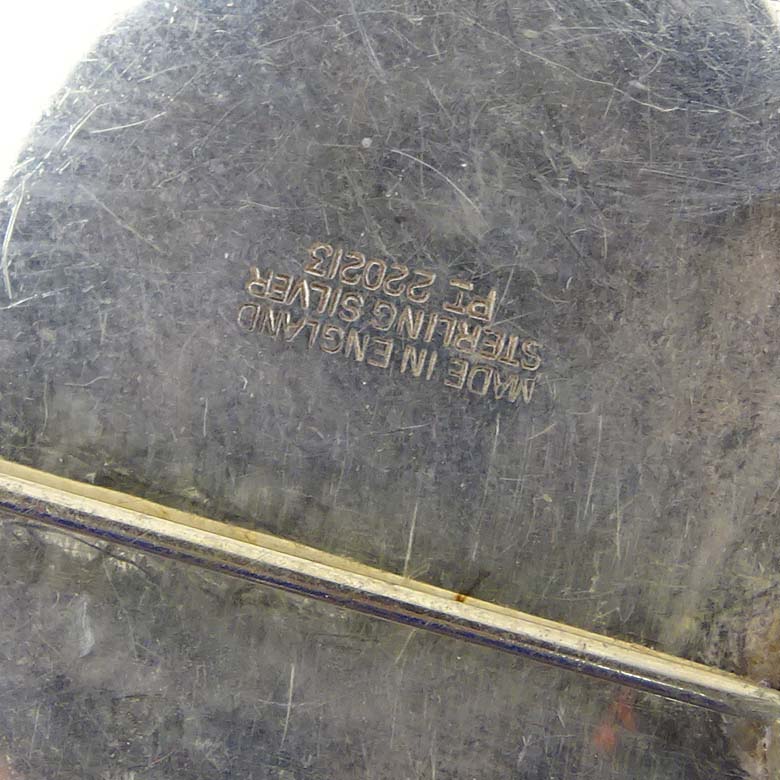 MADE IN ENGLAND
STERLING SILVER
PT 220213